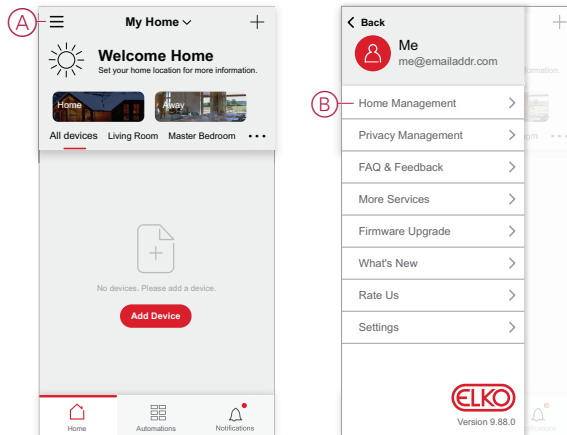 A
My Home
Welcome Home
Set your home location for more information.
Home
Away
All devices Living Room Master Bedroom
No devices. Please add a device.
Add Device
Home Automations Notifications
Back
Me
me@emailaddr.com
B
Home Management
Privacy Management
FAQ & Feedback
More Services
Firmware Upgrade
What's New
Rate Us
Settings
ELKO
Version 9.88.0